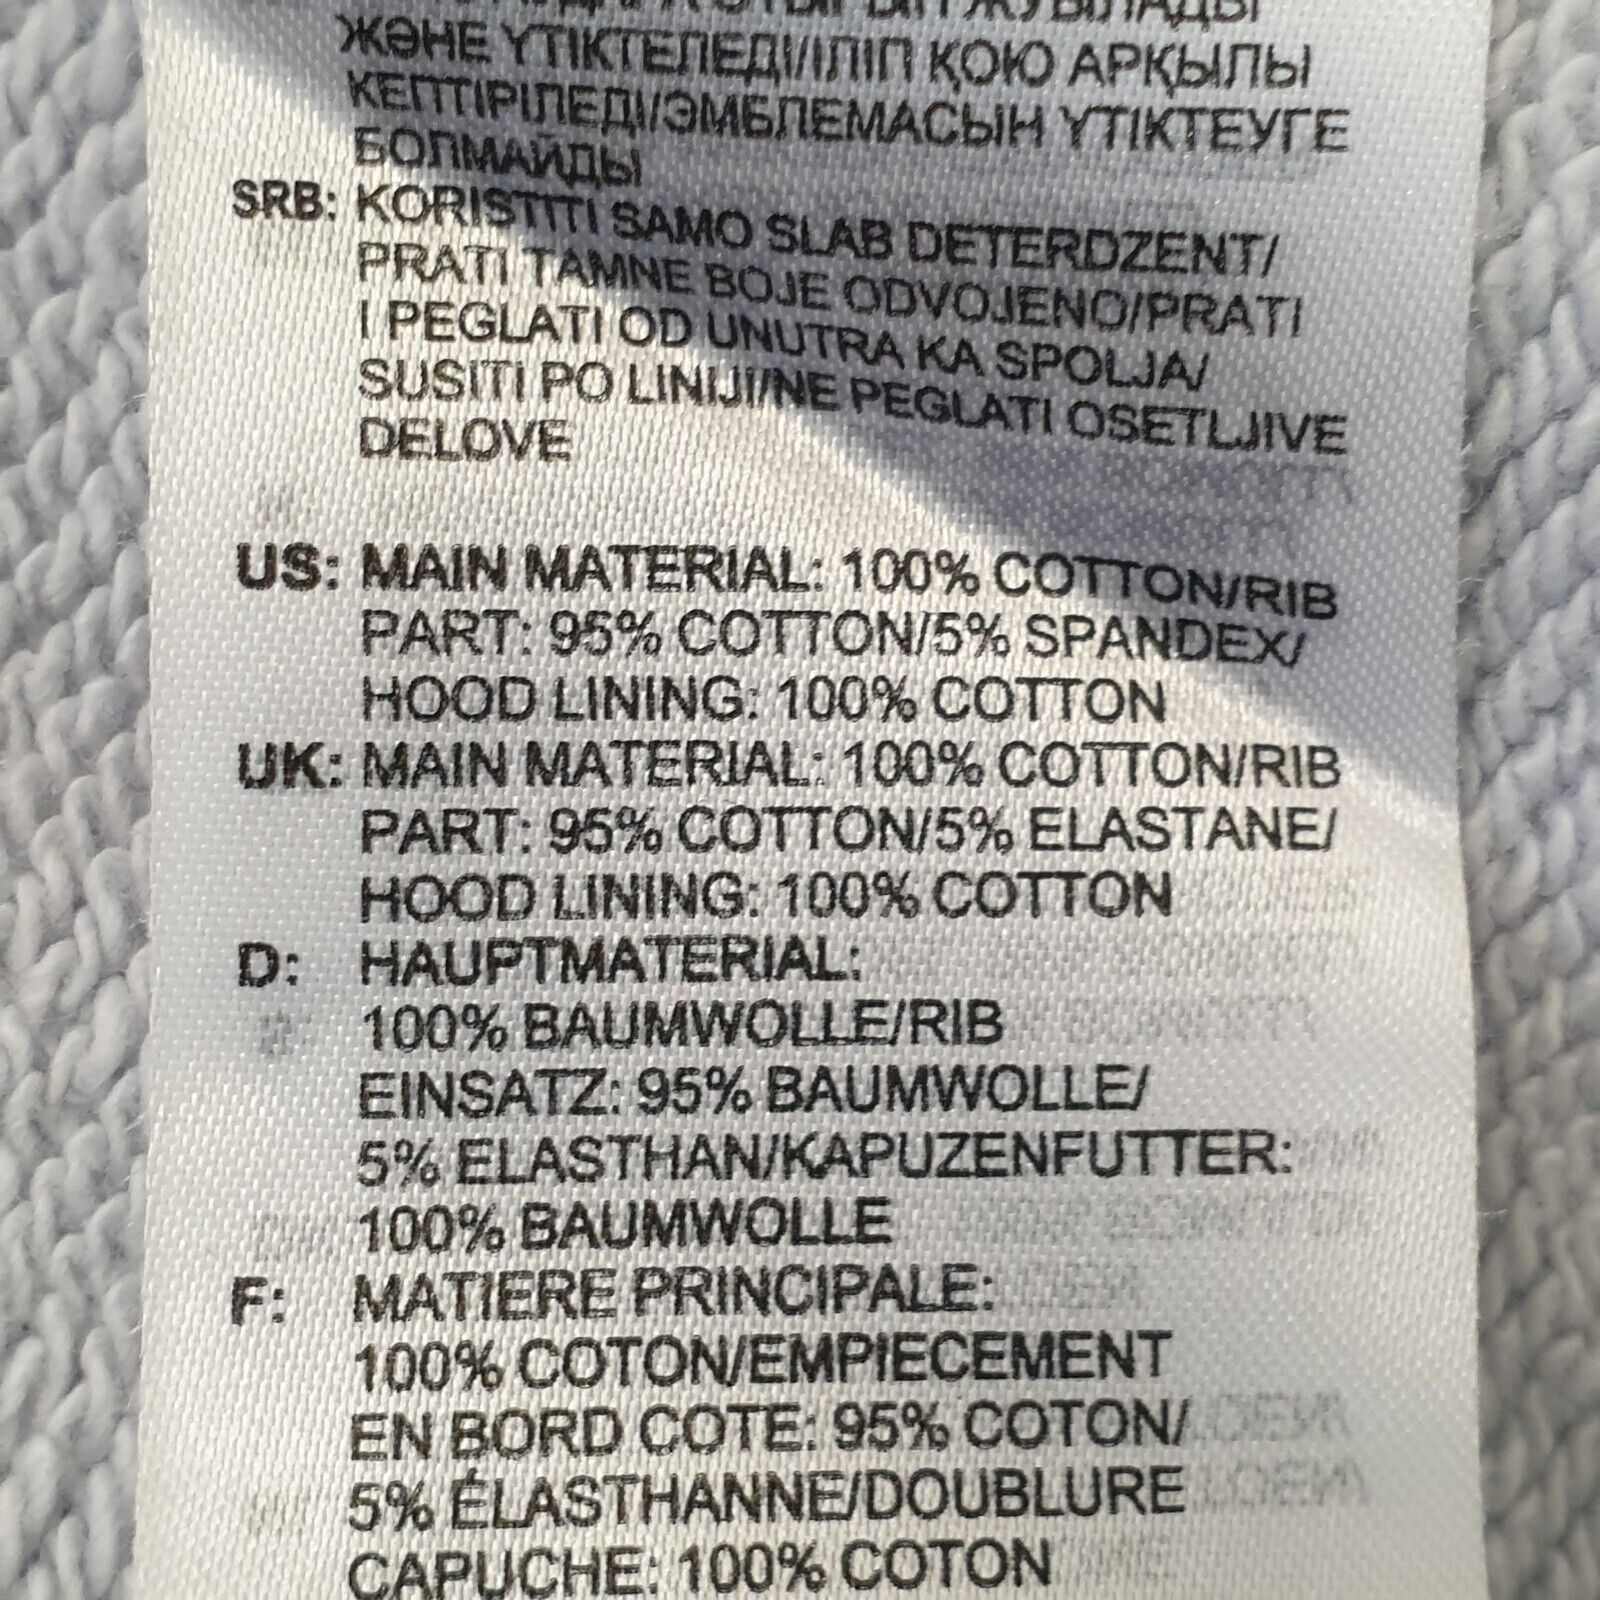 ЖУЫЛАДЫ
ЖӘНЕ ҮТІКТЕЛЕДІ/ІЛІП ҚОЮ АРҚЫЛЫ
КЕПТІРІЛЕДІ/ЭМБЛЕМАСЫН ҮТІКТЕУГЕ
БОЛМАЙДЫ
SRB: KORISTITI SAMO SLAB DETERDZENT/
PRATI TAMNE BOJE ODVOJENO/PRATI
I PEGLATI OD UNUTRA KA SPOLJA/
SUSITI PO LINIJI/NE PEGLATI OSETLJIVE
DELOVE
US: MAIN MATERIAL: 100% COTTON/RIB
PART: 95% COTTON/5% SPANDEX/
HOOD LINING: 100% COTTON
UK: MAIN MATERIAL: 100% COTTON/RIB
PART: 95% COTTON/5% ELASTANE/
HOOD LINING: 100% COTTON
D: HAUPTMATERIAL:
100% BAUMWOLLE/RIB
EINSATZ: 95% BAUMWOLLE/
5% ELASTHAN/KAPUZENFUTTER:
100% BAUMWOLLE
F: MATIERE PRINCIPALE:
100% COTON/EMPIECEMENT
EN BORD COTE: 95% COTON/
5% ÉLASTHANNE/DOUBLURE
CAPUCHE: 100% COTON